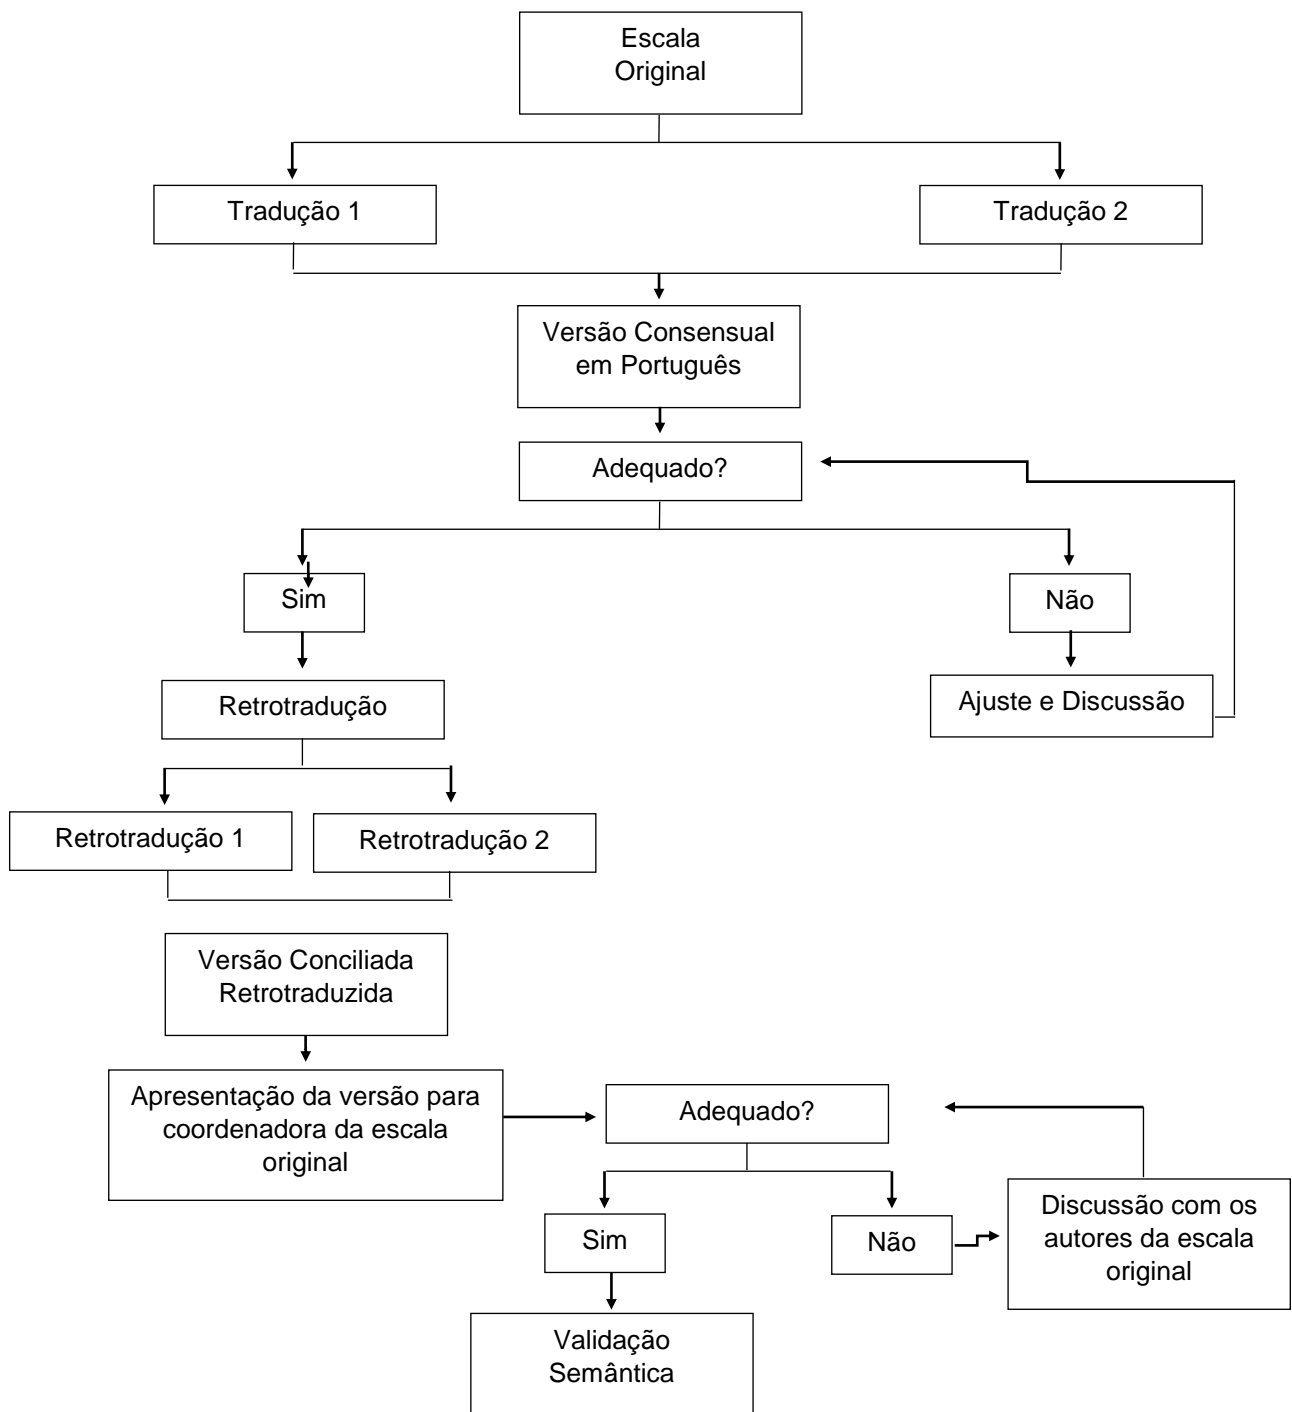 Escala
Original
Tradução 1
Tradução 2
Versão Consensual
em Português
Adequado?
Sim
Não
Retrotradução
Ajuste e Discussão
Retrotradução 1
Retrotradução 2
Versão Conciliada
Retrotraduzida
Apresentação da versão para
coordenadora da escala
original
Adequado?
Sim
Não
Discussão com os
autores da escala
original
Validação
Semântica